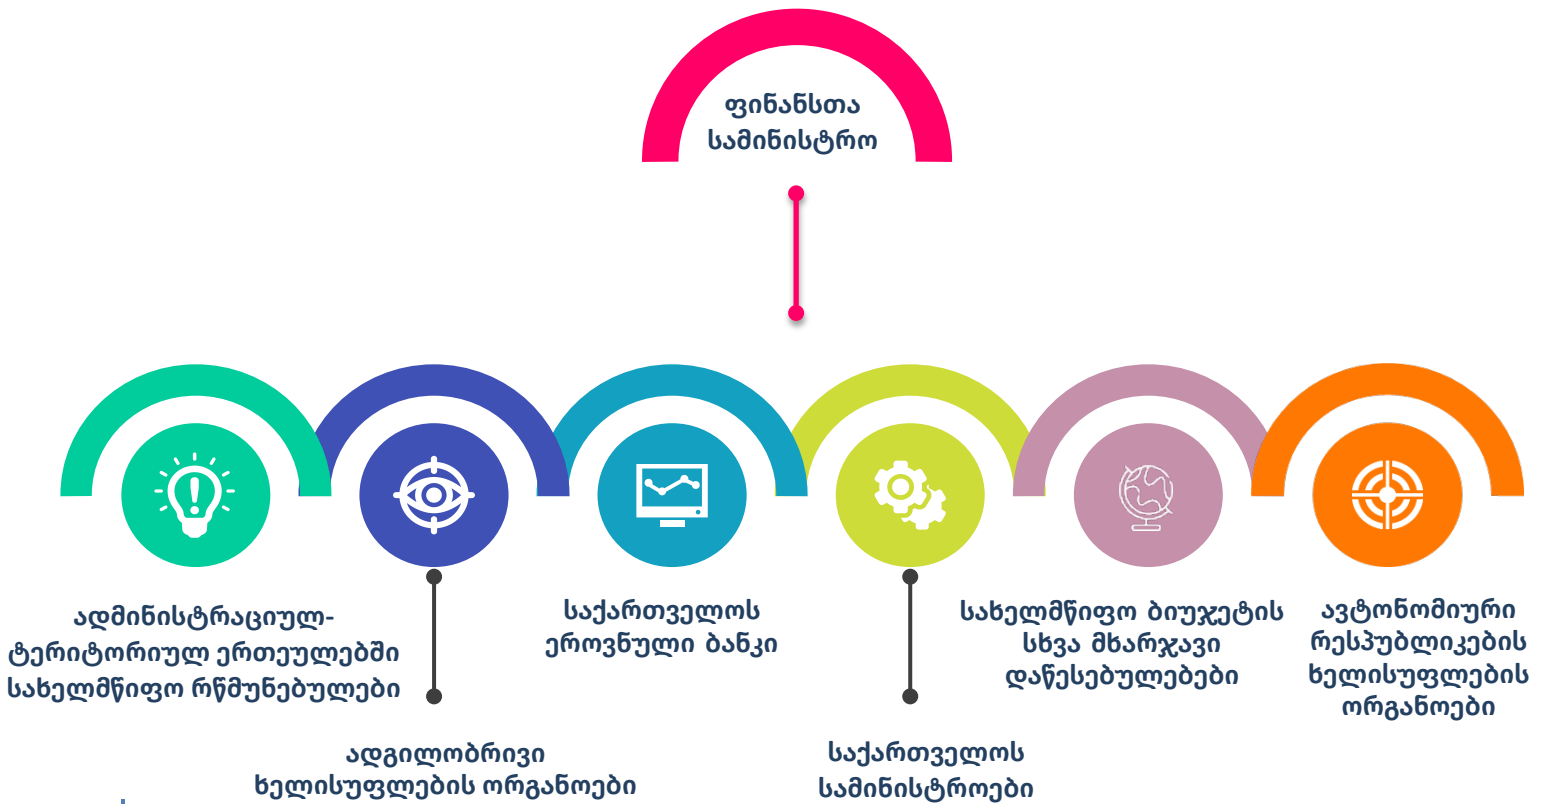 ფინანსთა
სამინისტრო
ადმინისტრაციულ-
ტერიტორიულ ერთეულებში
სახელმწიფო რწმუნებულები
ადგილობრივი
ხელისუფლების ორგანოები
საქართველოს
ეროვნული ბანკი
საქართველოს
სამინისტროები
სახელმწიფო ბიუჯეტის
სხვა მხარჯავი
დაწესებულებები
ავტონომიური
რესპუბლიკების
ხელისუფლების
ორგანოები